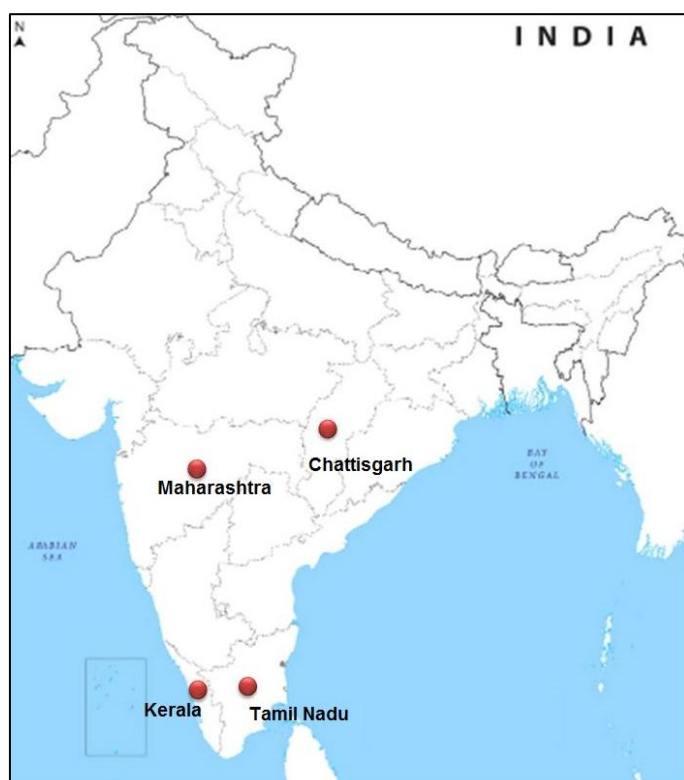 N
INDIA
Chattisgarh
Maharashtra
BAY
OF
BENGAL
ARABIAN
SEA
Kerala
Tamil Nadu